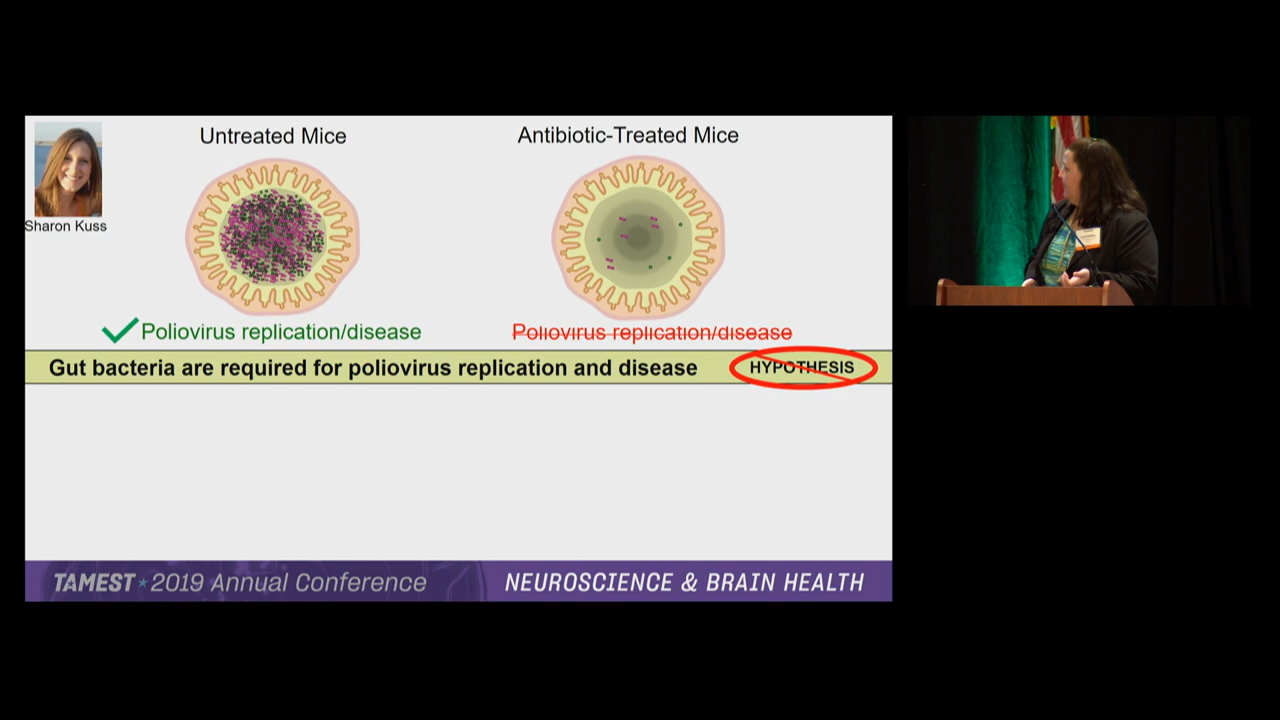 Untreated Mice
Antibiotic-Treated Mice
Sharon Kuss
Poliovirus replication/disease
Poliovirus replication/disease
Gut bacteria are required for poliovirus replication and disease
HYPOTHESIS
TAMEST★2019 Annual Conference
NEUROSCIENCE & BRAIN HEALTH